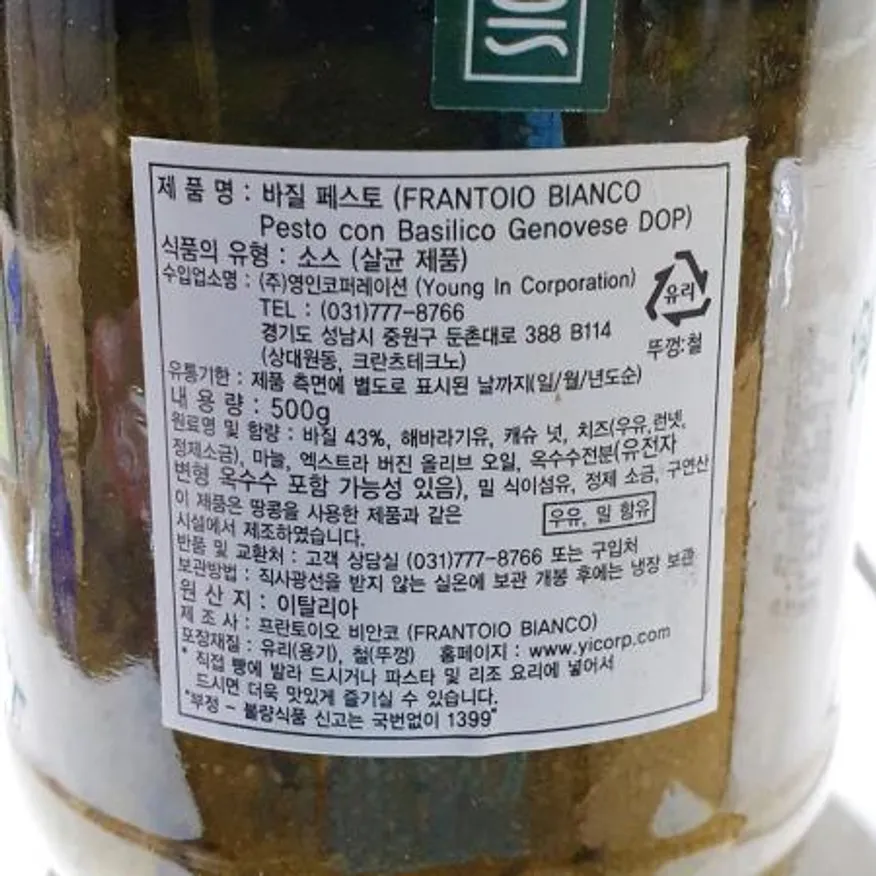 제 품 명 : 바질 페스토 (FRANTOIO BIANCO
Pesto con Basilico Genovese DOP)
식품의 유형 : 소스 (살균 제품)
수입업소명 : (주)영인코퍼레이션 (Young In Corporation)
TEL : (031)777-8766
경기도 성남시 중원구 둔촌대로 388 B114
(상대원동, 크란츠테크노)
유리
뚜껑:철
유통기한 : 제품 측면에 별도로 표시된 날까지(일/월/년도순)
내 용 량 : 500g
원료명 및 함량 : 바질 43%, 해바라기유, 캐슈 넛, 치즈(우유,런넷,
정제소금), 마늘, 엑스트라 버진 올리브 오일, 옥수수전분(유전자
변형 옥수수 포함 가능성 있음), 밀 식이섬유, 정제 소금, 구연산
이 제품은 땅콩을 사용한 제품과 같은
시설에서 제조하였습니다.
우유, 밀 함유
반품 및 교환처 : 고객 상담실 (031)777-8766 또는 구입처
보관방법 : 직사광선을 받지 않는 실온에 보관 개봉 후에는 냉장 보관
원 산 지 : 이탈리아
제 조 사 : 프란토이오 비안코 (FRANTOIO BIANCO)
포장재질 : 유리(용기), 철(뚜껑) 홈페이지 : www.yicorp.com
* 직접 빵에 발라 드시거나 파스타 및 리조 요리에 넣어서
드시면 더욱 맛있게 즐기실 수 있습니다.
"부정 - 불량식품 신고는 국번없이 1399"